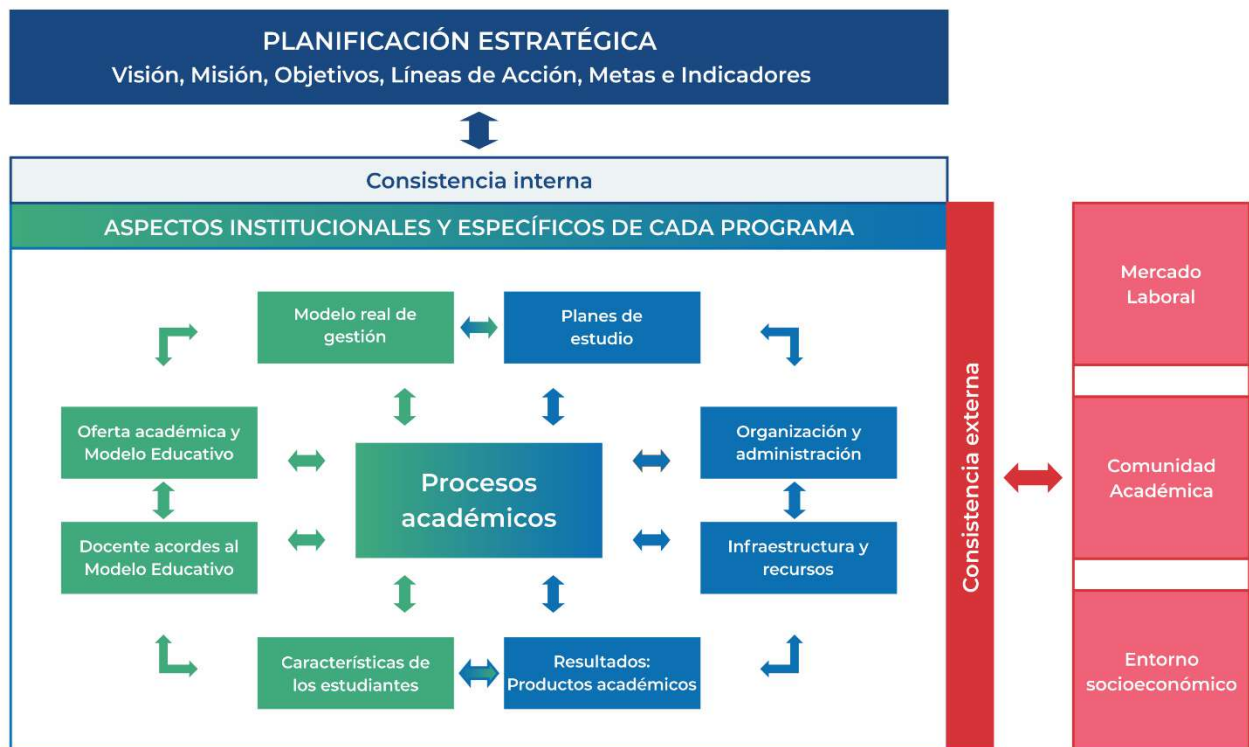 PLANIFICACIÓN ESTRATÉGICA
Visión, Misión, Objetivos, Líneas de Acción, Metas e Indicadores
Consistencia interna
ASPECTOS INSTITUCIONALES Y ESPECÍFICOS DE CADA PROGRAMA
Modelo real de
gestión
Planes de
estudio
Oferta académica y
Modelo Educativo
Organización y
administración
Procesos
académicos
Docente acordes al
Modelo Educativo
Infraestructura y
recursos
Características de
los estudiantes
Resultados:
Productos académicos
Consistencia externa
Mercado
Laboral
Comunidad
Académica
Entorno
socioeconómico